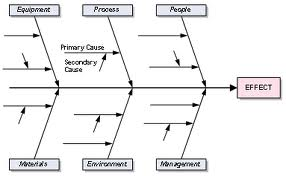 Equipment
Process
People
Primary Cause
Secondary
Cause
EFFECT
Materials
Environment
Management